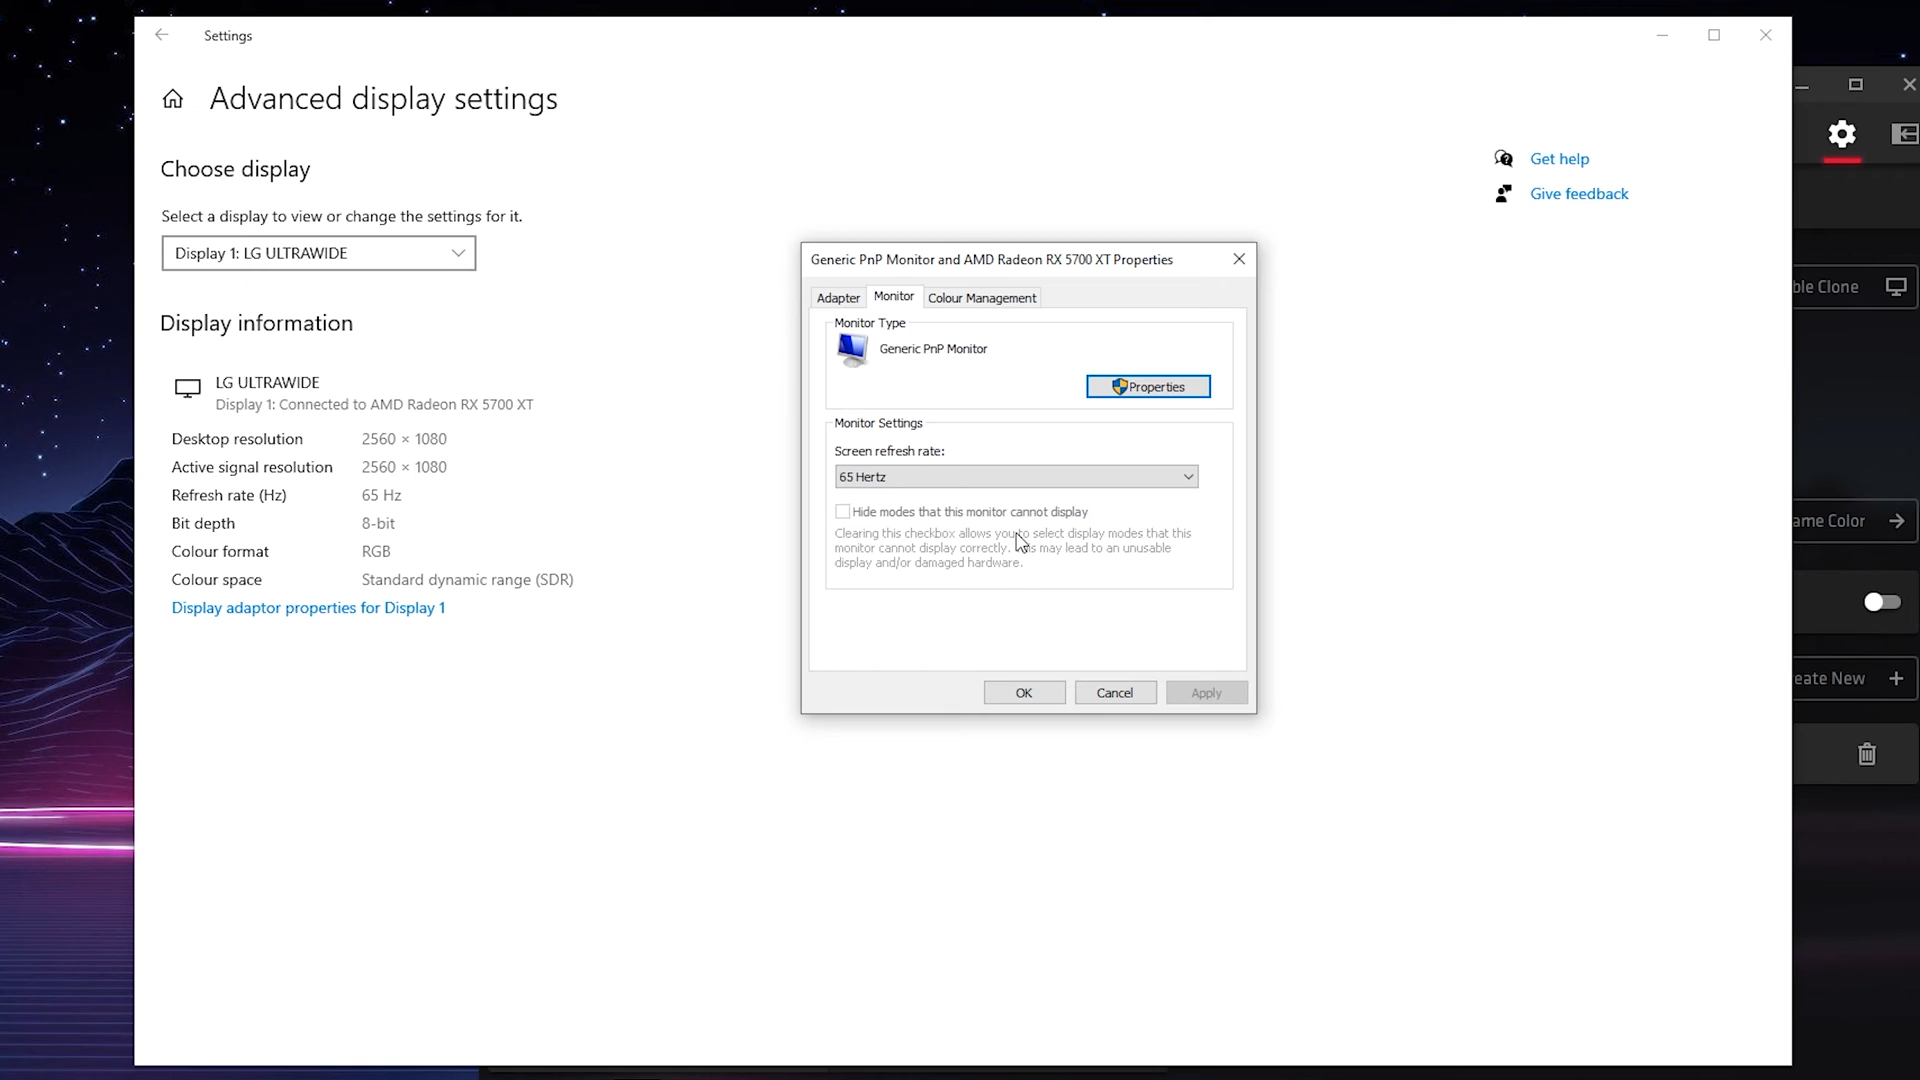 Settings
Advanced display settings
Choose display
Select a display to view or change the settings for it.
Display 1: LG ULTRAWIDE
Display information
LG ULTRAWIDE
Display 1: Connected to AMD Radeon RX 5700 XT
Desktop resolution 2560 × 1080
Active signal resolution 2560 × 1080
Refresh rate (Hz) 65 Hz
Bit depth 8-bit
Colour format RGB
Colour space Standard dynamic range (SDR)
Display adaptor properties for Display 1
Get help
Give feedback
Generic PnP Monitor and AMD Radeon RX 5700 XT Properties
Adapter Monitor Colour Management
Monitor Type
Generic PnP Monitor
Properties
Monitor Settings
Screen refresh rate:
65 Hertz
Hide modes that this monitor cannot display
Clearing this checkbox allows you to select display modes that this
monitor cannot display correctly. may lead to an unusable
display and/or damaged hardware.
OK Cancel Apply
Clone
Color
New